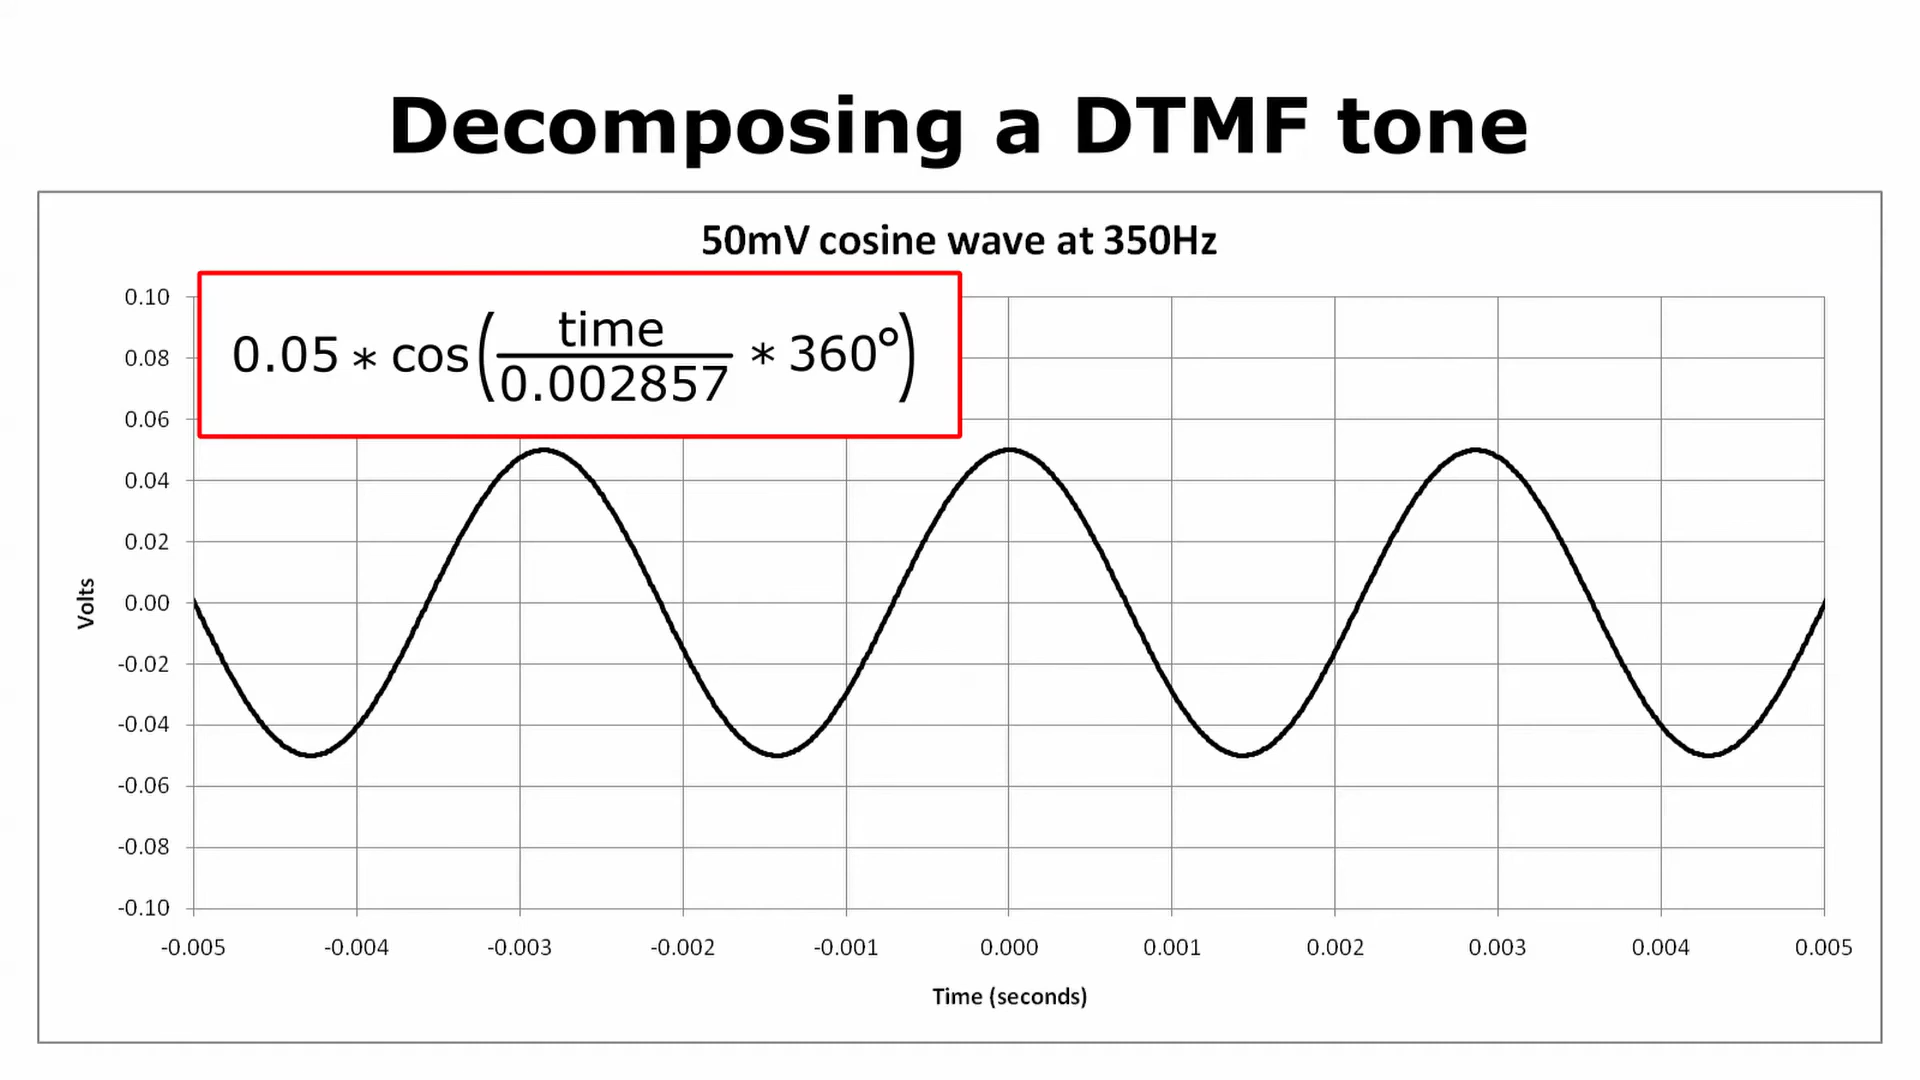 Decomposing a DTMF tone
50mV cosine wave at 350Hz
0.05 * cos(time/0.002857 * 360°)
0.10
0.08
0.06
0.04
0.02
0.00
-0.02
-0.04
-0.06
-0.08
-0.10
Volts
-0.005 -0.004 -0.003 -0.002 -0.001 0.000 0.001 0.002 0.003 0.004 0.005
Time (seconds)